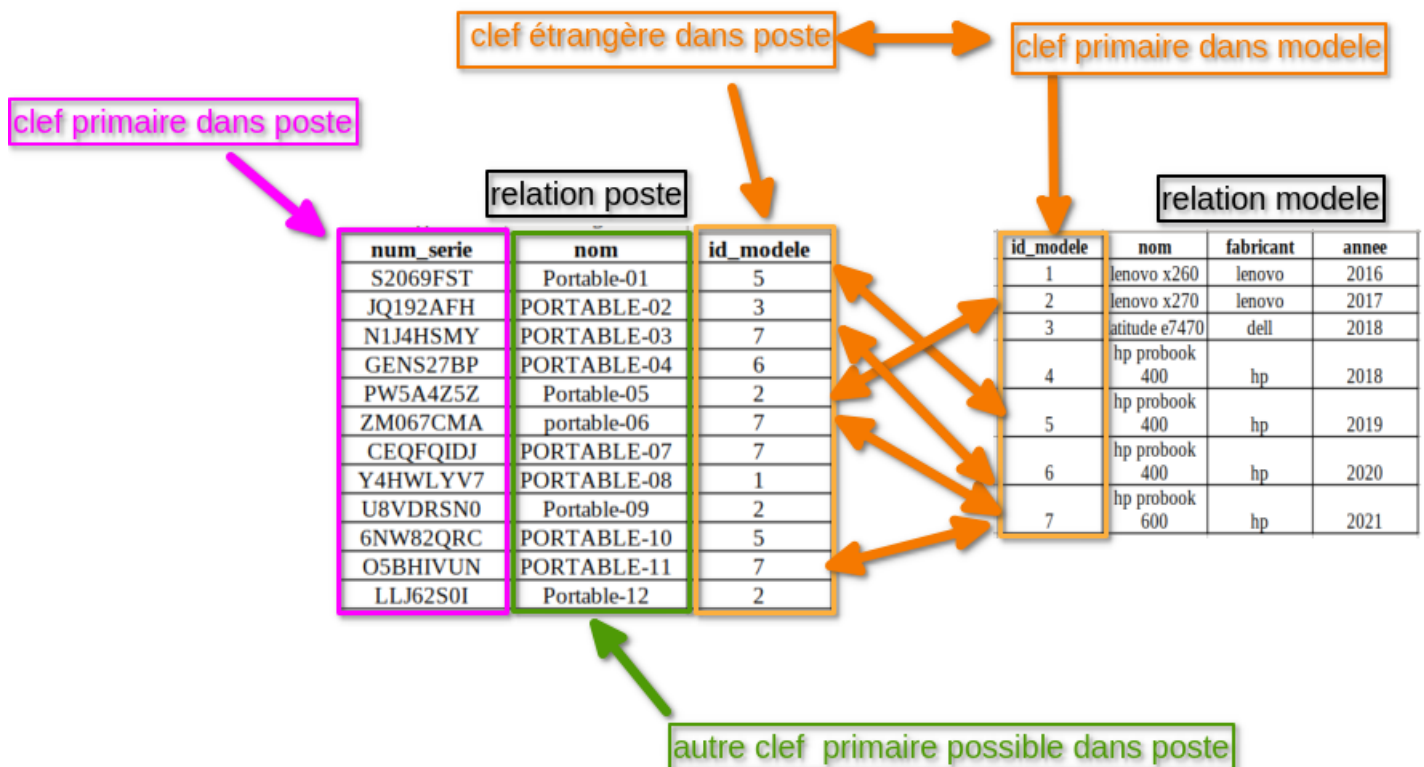 clef étrangère dans poste
clef primaire dans modele
clef primaire dans poste
relation poste
relation modele
num_serie nom id_modele
S2069FST Portable-01 5
JQ192AFH PORTABLE-02 3
N1J4HSMY PORTABLE-03 7
GENS27BP PORTABLE-04 6
PW5A4Z5Z Portable-05 2
ZM067CMA portable-06 7
CEQFQIDJ PORTABLE-07 7
Y4HWLYV7 PORTABLE-08 1
U8VDRSN0 Portable-09 2
6NW82QRC PORTABLE-10 5
O5BHIVUN PORTABLE-11 7
LLJ62S0I Portable-12 2
id_modele nom fabricant annee
1 lenovo x260 lenovo 2016
2 lenovo x270 lenovo 2017
3 atitude e7470 dell 2018
hp probook
4 400 hp 2018
hp probook
5 400 hp 2019
hp probook
6 400 hp 2020
hp probook
7 600 hp 2021
autre clef primaire possible dans poste